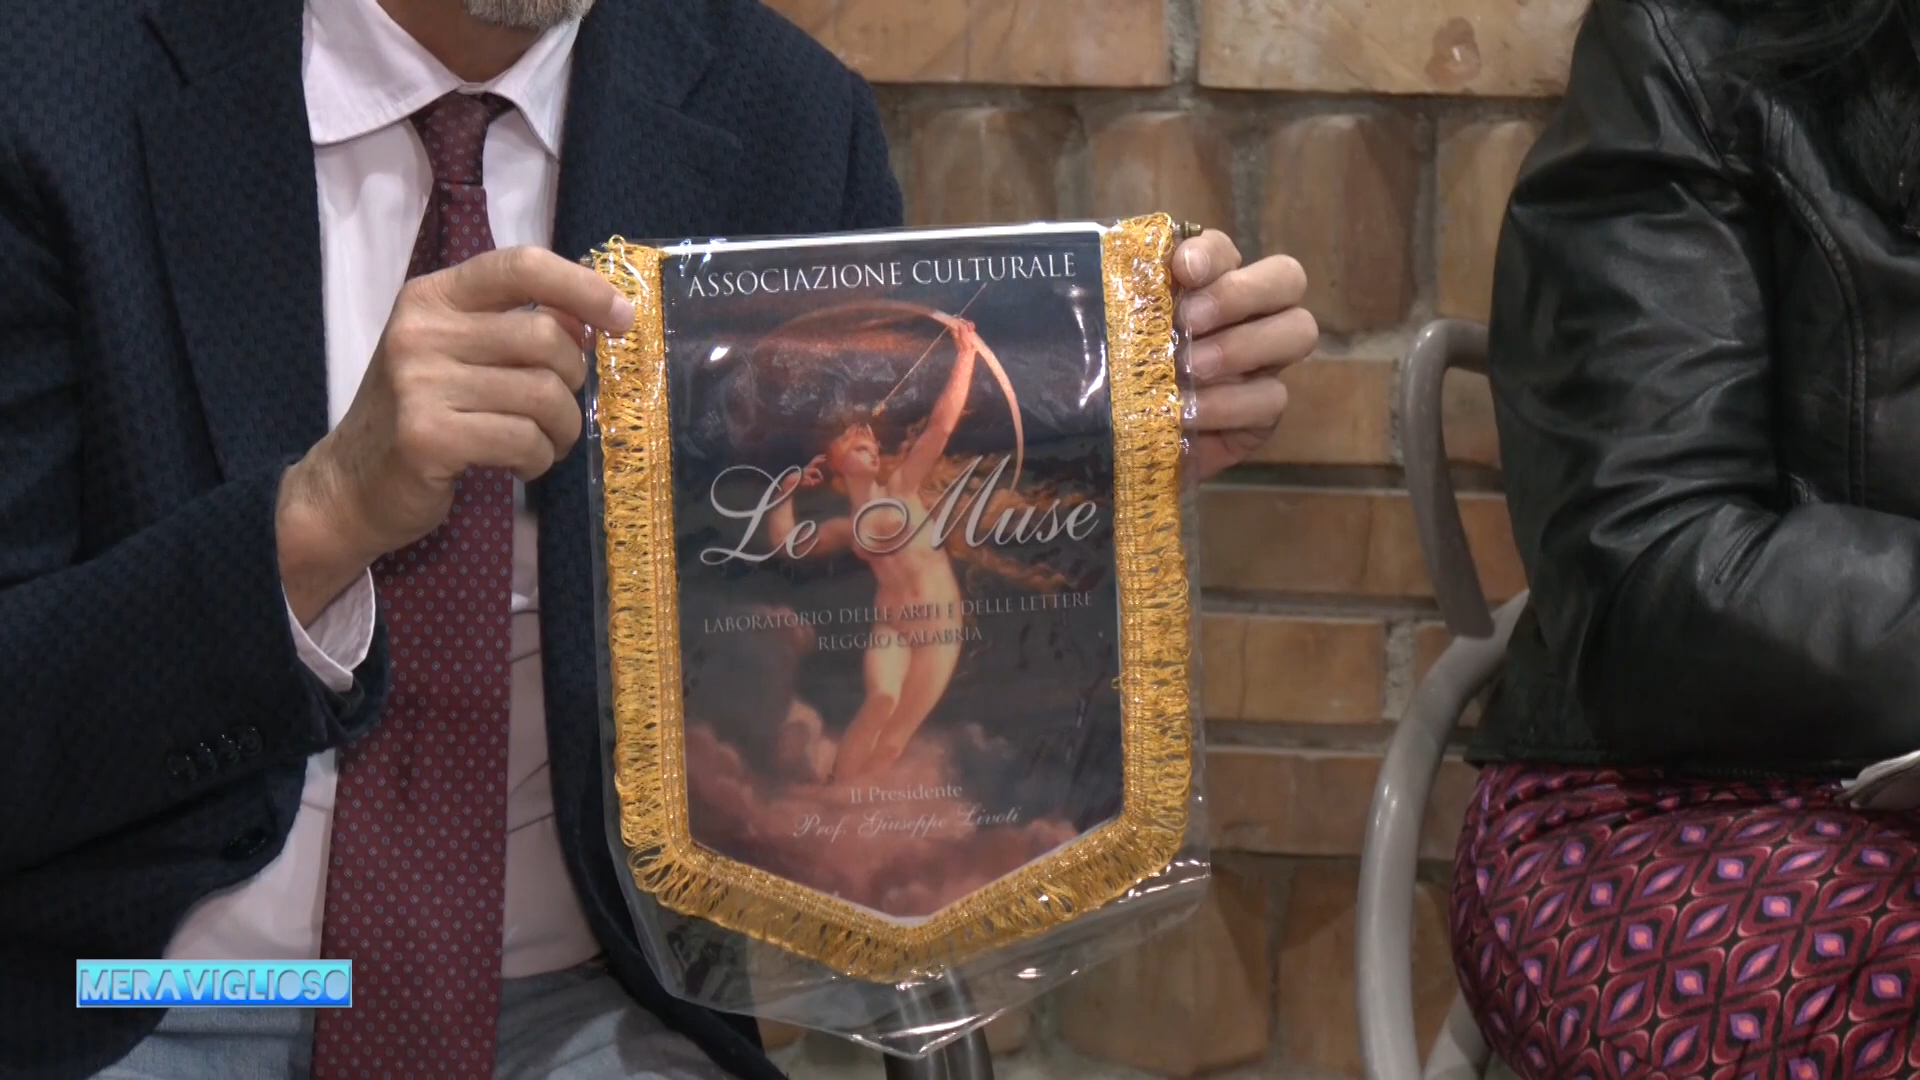 ASSOCIAZIONE CULTURALE
Le Muse
LABORATORIO DELLE ARTI E DELLE LETTERE
REGGIO CALABRIA
Il Presidente
Prof. Giuseppe Livoti
MERAVIGLIOSO